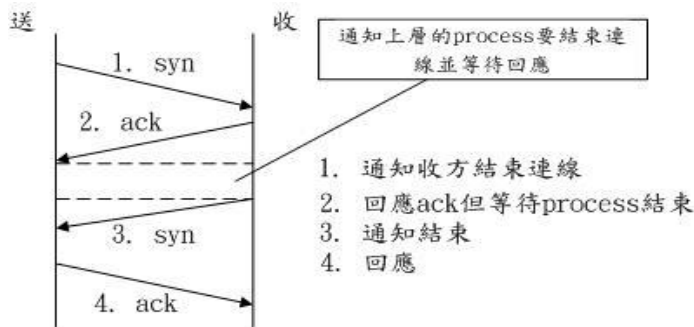 送
收
通知上層的process要結束連
線並等待回應
1. syn
2. ack
3. syn
4. ack
1. 通知收方結束連線
2. 回應ack但等待process結束
3. 通知結束
4. 回應